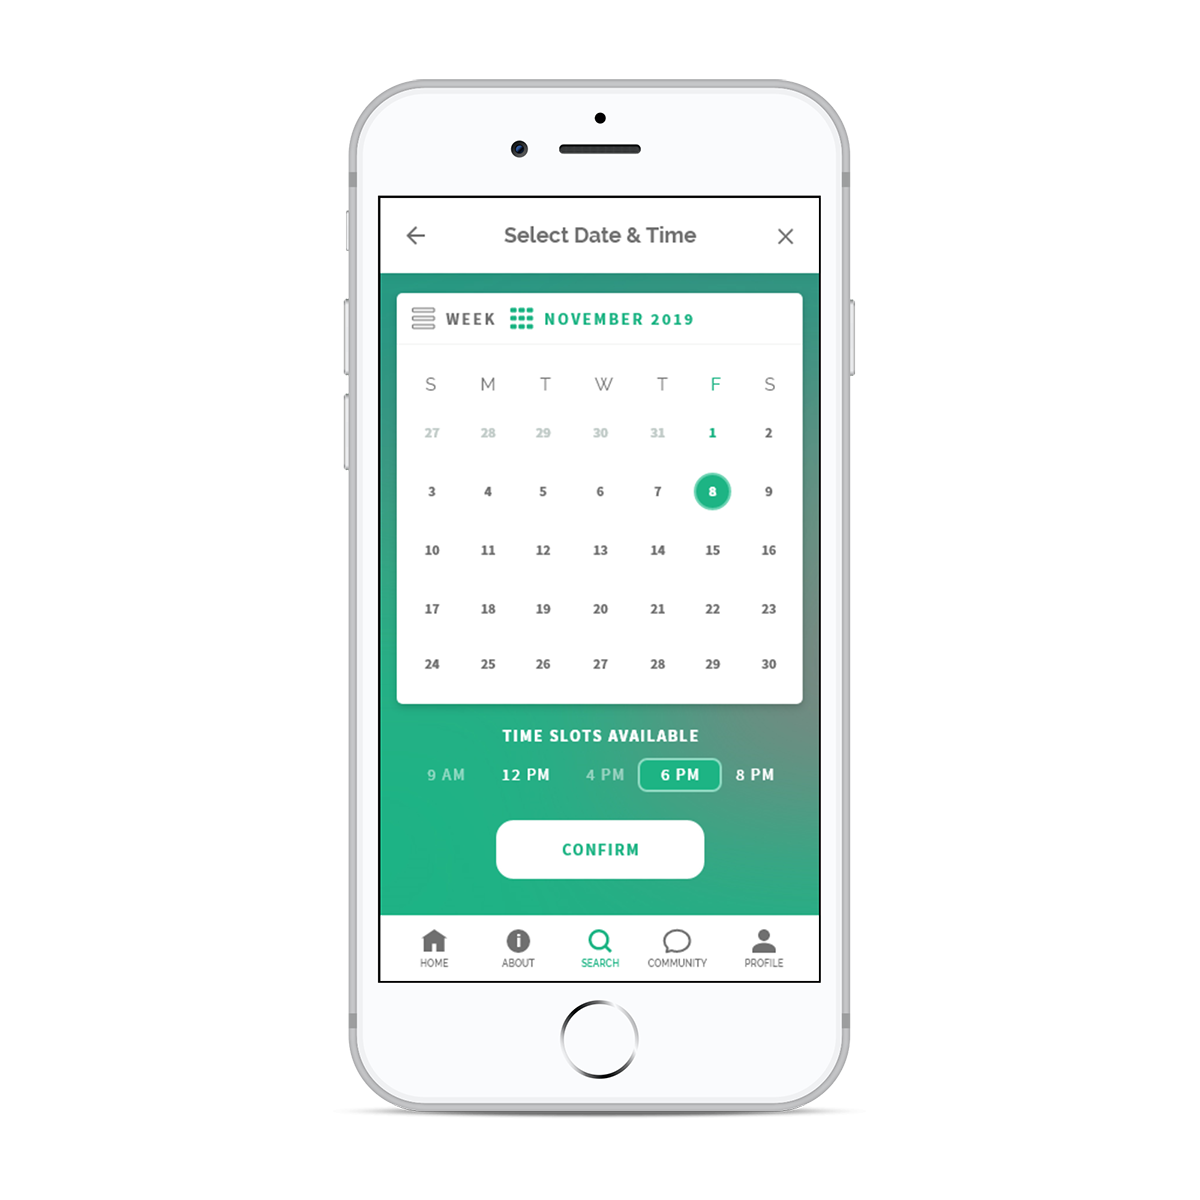 Select Date & Time
WEEK NOVEMBER 2019
S M T W T F S
27 28 29 30 31 1 2
3 4 5 6 7 8 9
10 11 12 13 14 15 16
17 18 19 20 21 22 23
24 25 26 27 28 29 30
TIME SLOTS AVAILABLE
9 AM 12 PM 4 PM 6 PM 8 PM
CONFIRM
HOME ABOUT SEARCH COMMUNITY PROFILE